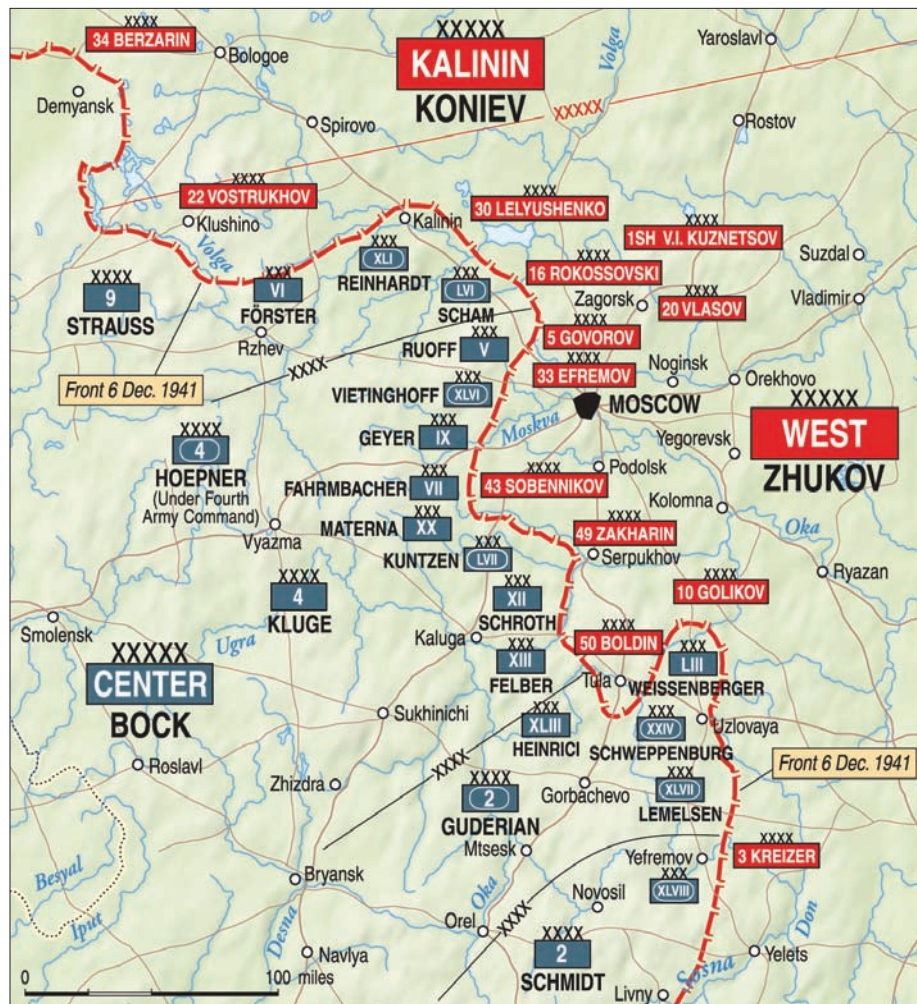 XXXX
34 BERZARIN
Bologoe
XXXXX
KALININ
KONIEV
Volga
Yaroslavl
Demyansk
Spirovo
XXXXX
Rostov
XXXX
22 VOSTRUKHOV
Klushino
Volga
Kalinin
XXXX
30 LELYUSHENKO
XXXX
1SH V.I. KUZNETSOV
Suzdal
XXXX
9
STRAUSS
XXX
VI
FÖRSTER
Rzhev
XXX
XLI
REINHARDT
XXX
LVI
SCHAM
XXXX
16 ROKOSSOVSKI
Zagorsk
XXXX
20 VLASOV
Vladimir
XXXX
5 GOVOROV
XXX
RUOFF V
XXXX
Front 6 Dec. 1941
XXXX
33 EFREMOV
Noginsk
Orekhovo
XXX
VIETINGHOFF XLVI
MOSCOW
Moskva
XXXXX
WEST
ZHUKOV
XXXX
4
HOEPNER
(Under Fourth
Army Command)
Vyazma
XXX
GEYER IX
Yegorevsk
XXX
FAHRMBACHER VII
XXXX
43 SOBENNIKOV
Podolsk
Kolomna
XXX
MATERNA XX
XXX
KUNTZEN LVII
XXXX
49 ZAKHARIN
Serpukhov
Oka
Ryazan
XXXX
4
KLUGE
XXX
XII
SCHROTH
XXXX
10 GOLIKOV
Smolensk
Ugra
Kaluga
XXXX
50 BOLDIN
XXXXX
CENTER
BOCK
XXX
XIII
FELBER
Tula
XXX
LIII
WEISSENBERGER
Sukhinichi
XXX
XLIII
HEINRICI
XXX
XXIV
SCHWEPPENBURG
Uzlovaya
Roslavl
Zhizdra
XXXX
XXXX
2
GUDERIAN
Gorbachevo
XXX
XLVII
LEMELSEN
Front 6 Dec. 1941
Mtsesk
Yefremov
XXXX
3 KREIZER
Besyal
Iput
Bryansk
Desna
Oka
Orel
XXXX
Novosil
XXX
XLVIII
Don
Navlya
XXXX
2
SCHMIDT
Yelets
Sosna
Livny
0 100
miles